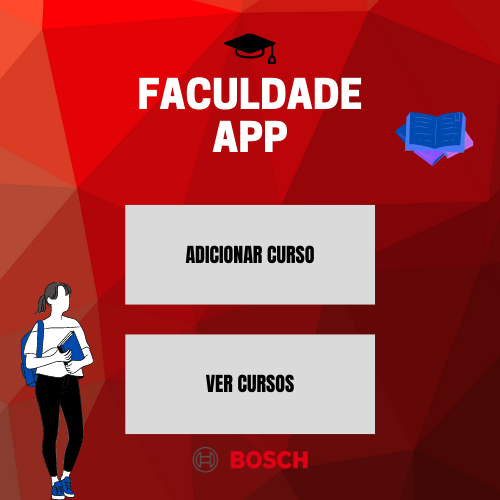 FACULDADE
APP
ADICIONAR CURSO
VER CURSOS
BOSCH